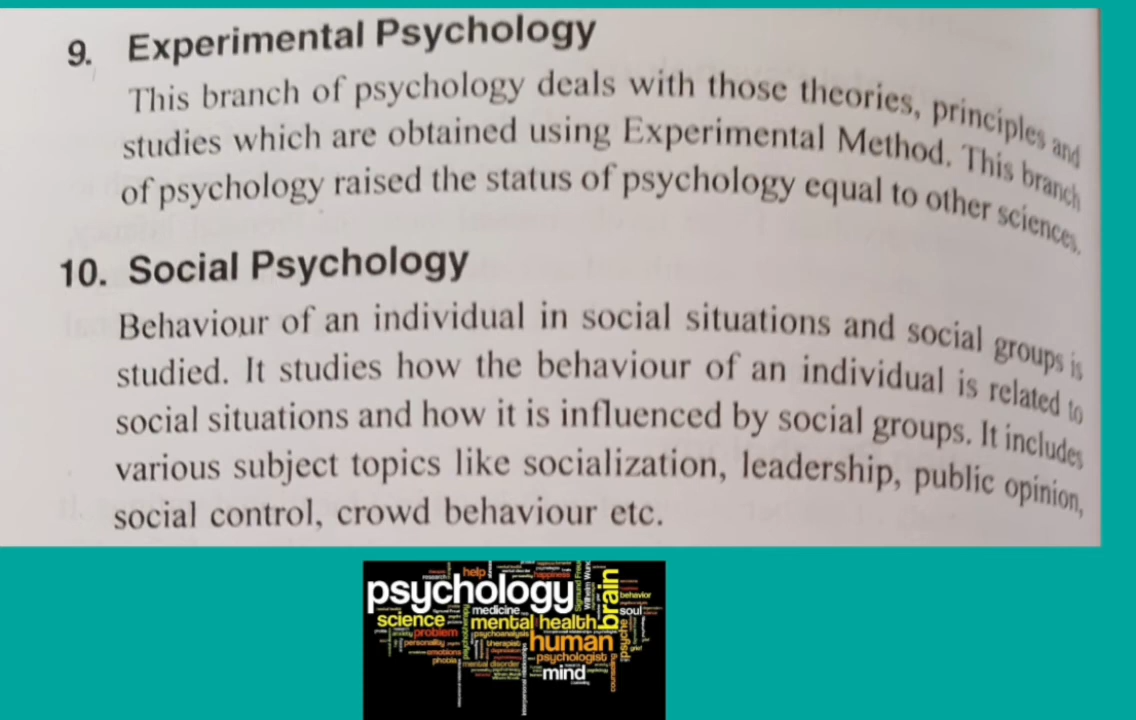 9. Experimental Psychology
This branch of psychology deals with those theories, principles and
studies which are obtained using Experimental Method. This branch
of psychology raised the status of psychology equal to other sciences.
10. Social Psychology
Behaviour of an individual in social situations and social groups is
studied. It studies how the behaviour of an individual is related to
social situations and how it is influenced by social groups. It includes
various subject topics like socialization, leadership, public opinion,
social control, crowd behaviour etc.
help
happiness
psychology
brain
behavior
medicine
soul
science
mental health
problem
psychoanalysis
human
psyche
personality
therapist
emotions
psychologist
phobia
mental disorder
mind
counseling